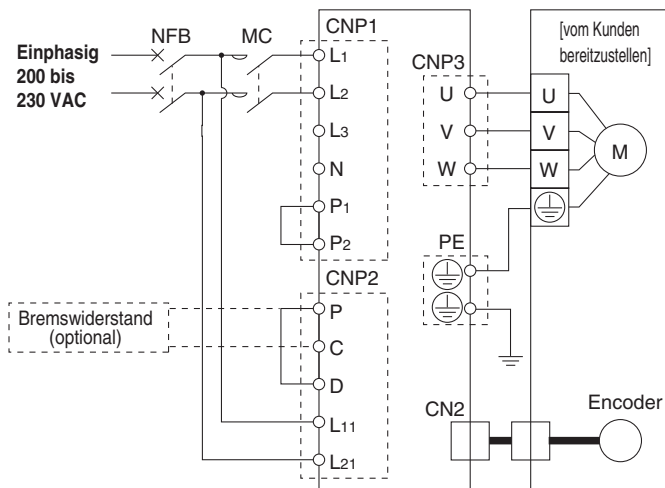 NFB MC CNP1
[vom Kunden
bereitzustellen]
Einphasig
200 bis
230 VAC
L1
L2
L3
N
P1
P2
CNP3
U
V
W
U
V
W
M
PE
CNP2
Bremswiderstand
(optional)
P
C
D
L11
L21
CN2
Encoder